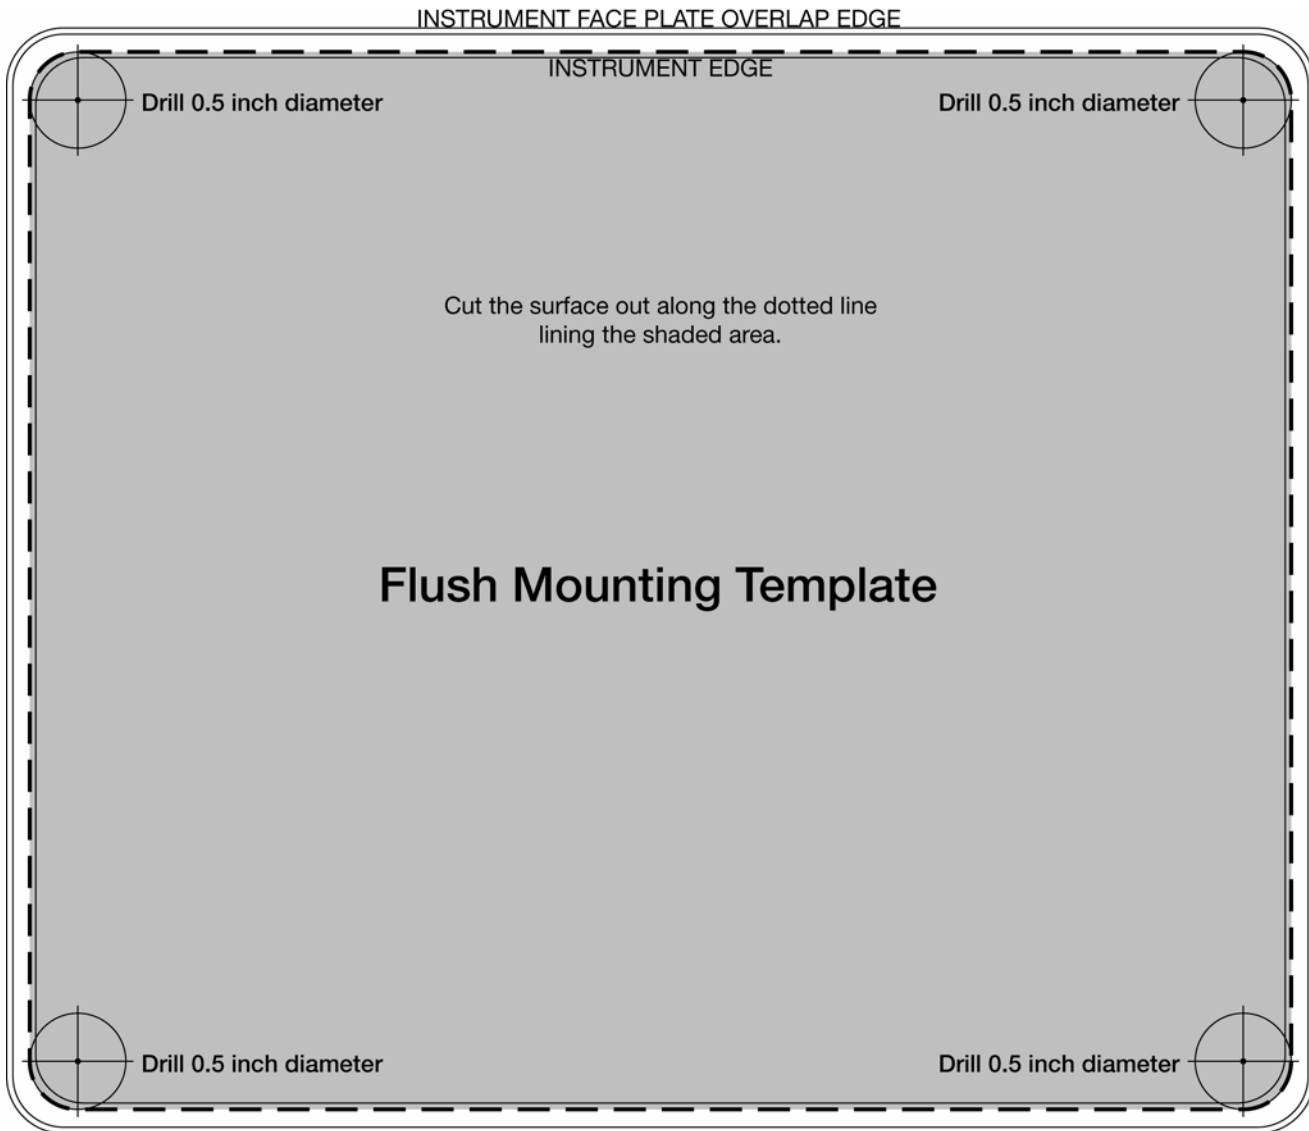 INSTRUMENT FACE PLATE OVERLAP EDGE
INSTRUMENT EDGE
Drill 0.5 inch diameter
Drill 0.5 inch diameter
Cut the surface out along the dotted line
lining the shaded area.
Flush Mounting Template
Drill 0.5 inch diameter
Drill 0.5 inch diameter